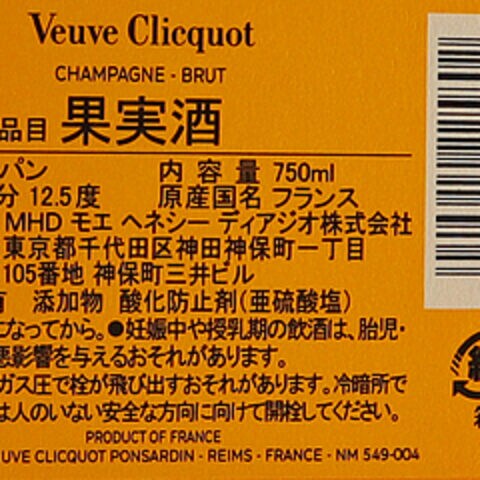 Veuve Clicquot
CHAMPAGNE - BRUT
品目 果実酒
パン 内容量 750ml
分 12.5度 原産国名 フランス
MHD モエ ヘネシー ディアジオ株式会社
東京都千代田区神田神保町一丁目
105番地 神保町三井ビル
有 添加物 酸化防止剤(亜硫酸塩)
になってから。●妊娠中や授乳期の飲酒は、胎児・
悪影響を与えるおそれがあります。
ガス圧で栓が飛び出すおそれがあります。冷暗所で
は人のいない安全な方向に向けて開栓してください。
PRODUCT OF FRANCE
UVE CLICQUOT PONSARDIN - REIMS - FRANCE - NM 549-004